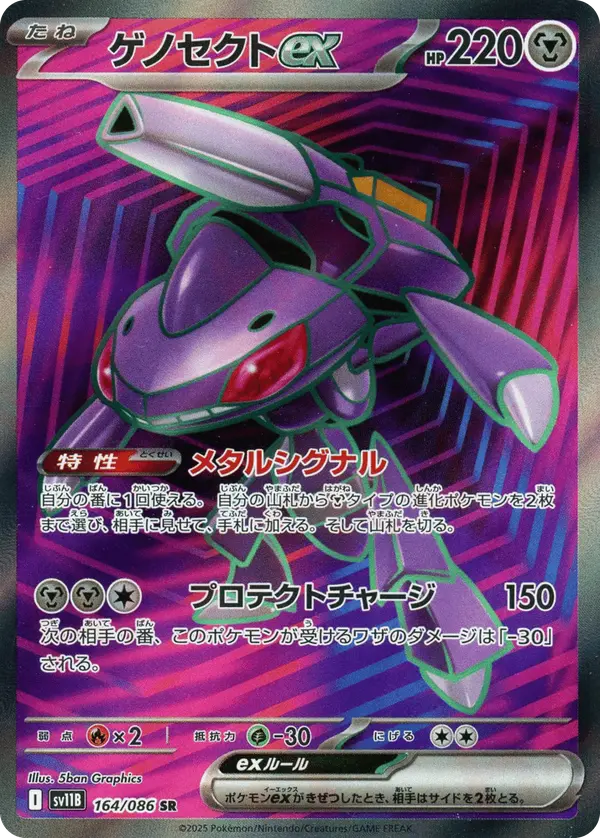 たね
ゲノセクトex
HP220
特性
とくせい
メタルシグナル
自分の番に1回使える。自分の山札からタイプの進化ポケモンを2枚
まで選び、相手に見せて、手札に加える。そして山札を切る。
プロテクトチャージ 150
次の相手の番、このポケモンが受けるワザのダメージは「-30」
される。
弱点 ×2 抵抗力 -30 にげる
Illus. 5ban Graphics
exルール
ポケモンexがきぜつしたとき、相手はサイドを2枚とる。
I sv11B 164/086 SR
©2025 Pokémon/Nintendo/Creatures/GAME FREAK.